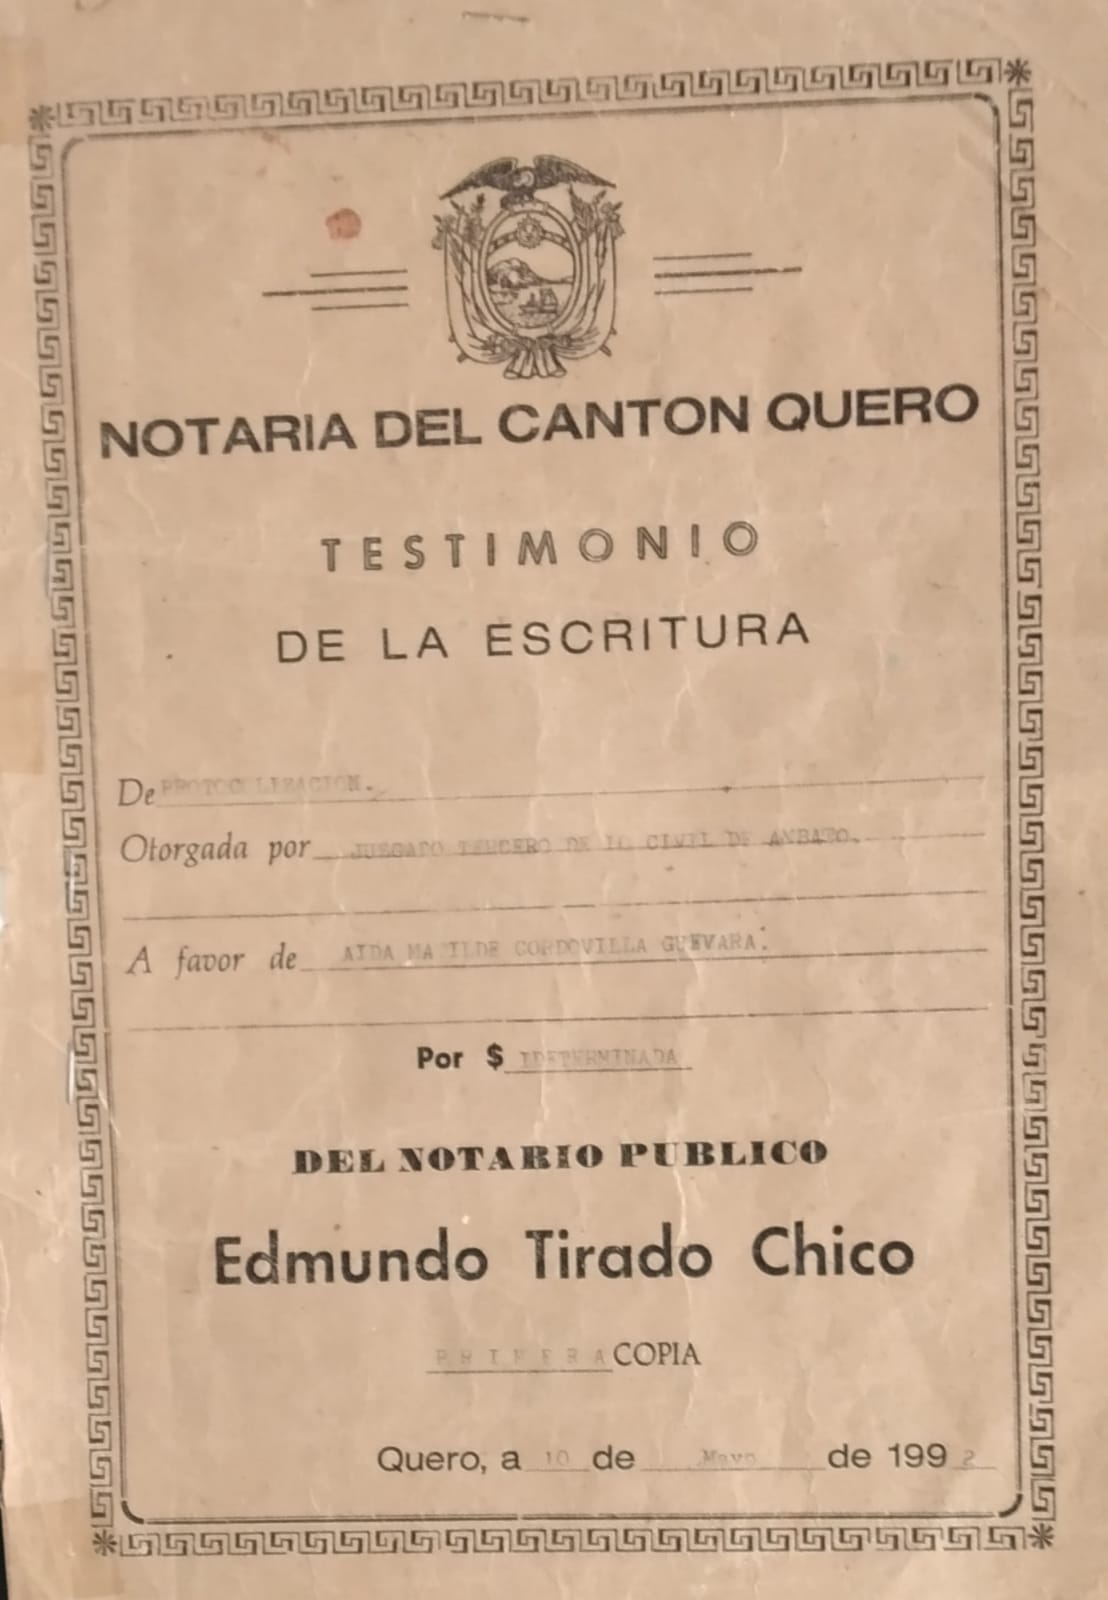 NOTARIA DEL CANTON QUERO
TESTIMONIO
DE LA ESCRITURA
De PROTOCOLIZACION.
Otorgada por JUZGADO TERCERO DE LO CIVIL DE AMBATO.
A favor de AIDA MATILDE CORDOVILLA GUEVARA.
Por $ IDETERMINADA
DEL NOTARIO PUBLICO
Edmundo Tirado Chico
PRIMERA COPIA
Quero, a 10 de Mayo de 1992